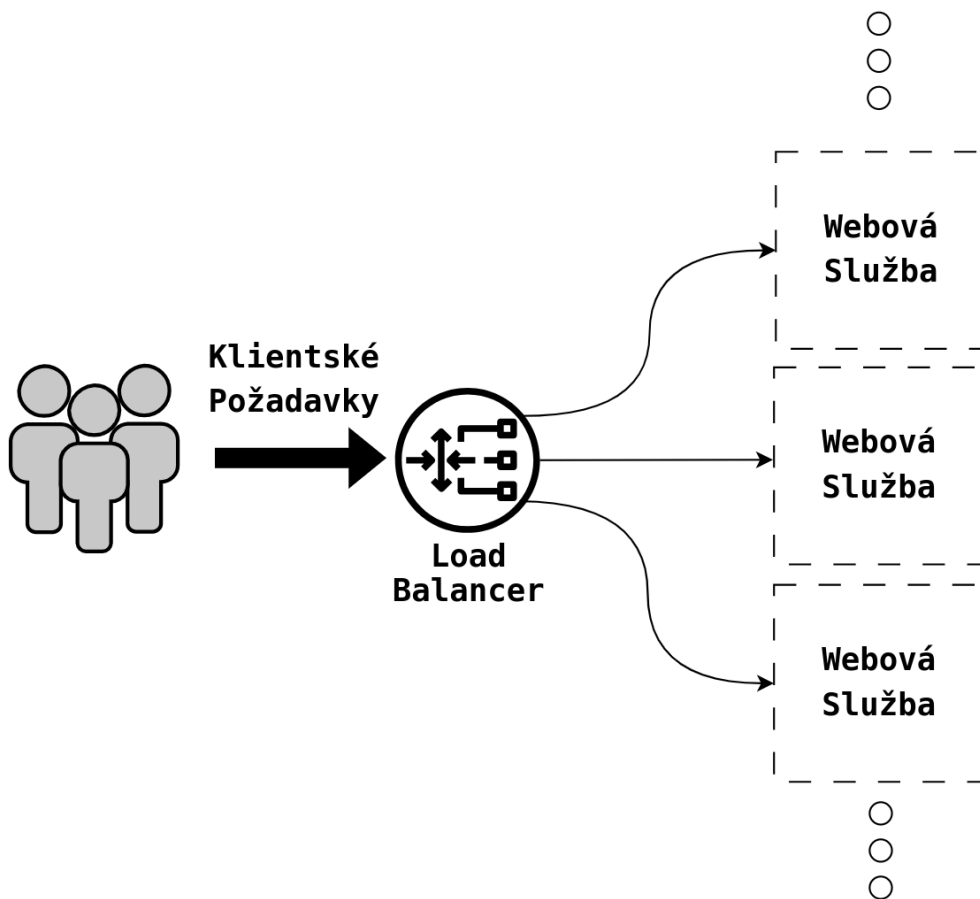 Klientské
Požadavky
Load
Balancer
Webová
Služba
Webová
Služba
Webová
Služba